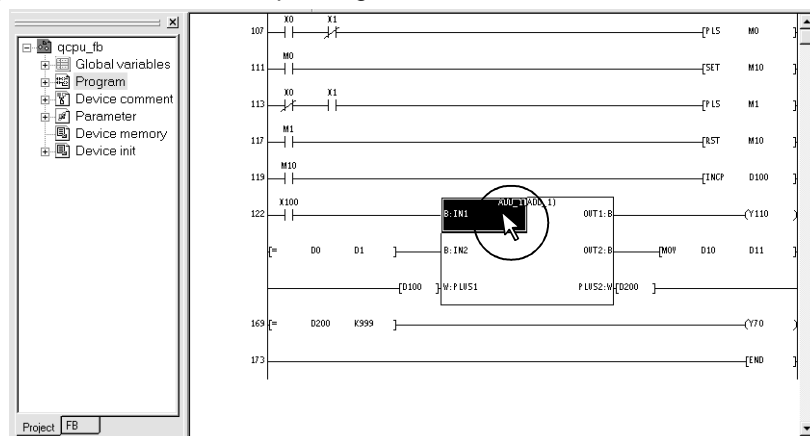 qcpu_fb
Global variables
Program
Device comment
Parameter
Device memory
Device init
Project FB
X0 X1
107 [PLS M0 ]
M0
111 [SET M10 ]
X0 X1
113 [PLS M1 ]
M1
117 [RST M10 ]
M10
119 [INCP D100 ]
X100 ADD_1(ADD_1)
122 B:IN1 OUT1:B (Y110 )
[= D0 D1 ] B:IN2 OUT2:B [MOV D10 D11 ]
[D100 ] W:PLUS1 PLUS2:W [D200 ]
169 [= D200 K999 ] (Y70 )
173 [END ]